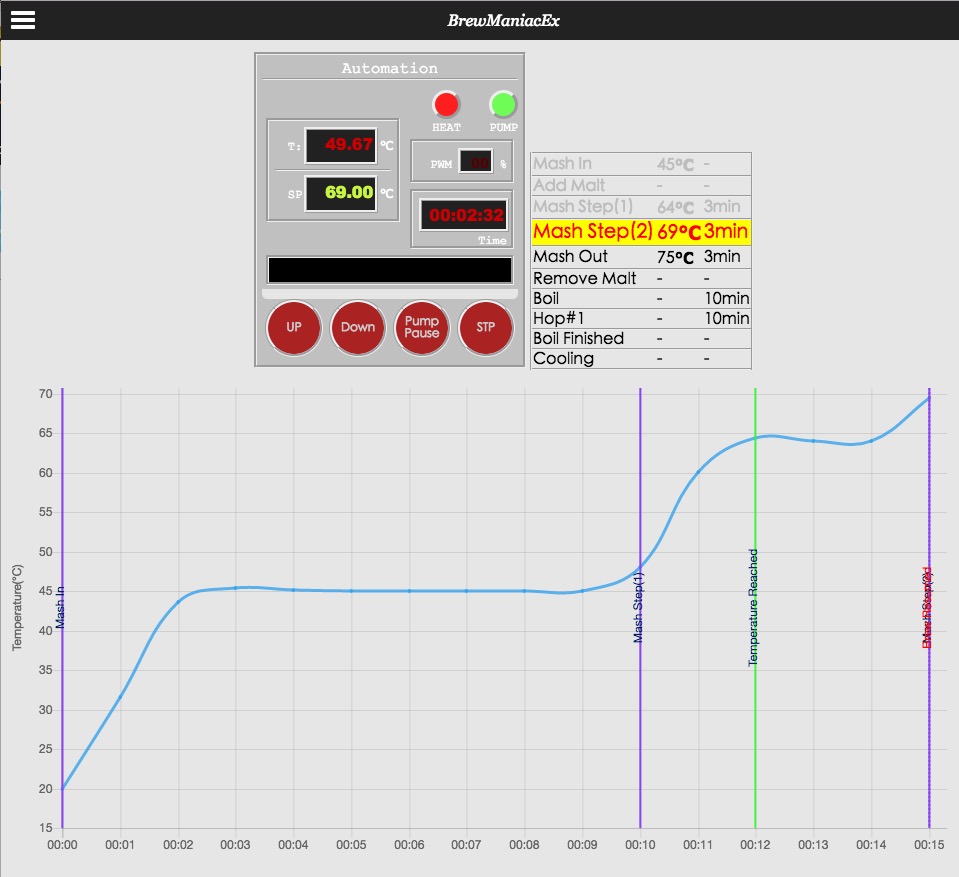 BrewManiacEx
Automation
HEAT PUMP
T: 49.67 ℃
PWM 00 %
SP 69.00 ℃
00:02:32
Time
UP
Down
Pump
Pause
STP
Mash In 45℃ -
Add Malt - -
Mash Step(1) 64℃ 3min
Mash Step(2) 69℃ 3min
Mash Out 75℃ 3min
Remove Malt - -
Boil - 10min
Hop#1 - 10min
Boil Finished - -
Cooling - -
Temperature(°C)
70
65
60
55
50
45
40
35
30
25
20
15
Mash In
Mash Step(1)
Temperature Reached
Mash Step(2)
00:00 00:01 00:02 00:03 00:04 00:05 00:06 00:07 00:08 00:09 00:10 00:11 00:12 00:13 00:14 00:15